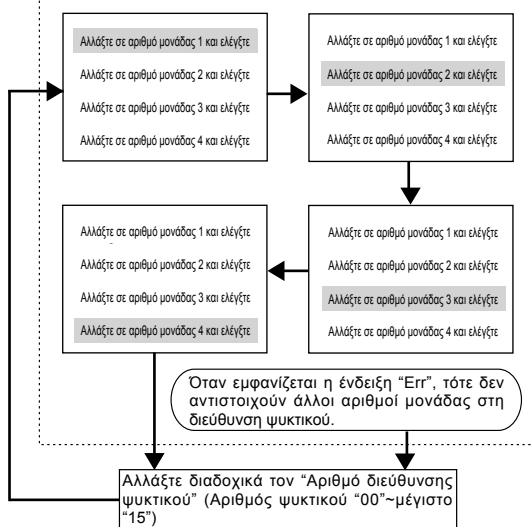 Αλλάξτε σε αριθμό μονάδας 1 και ελέγξτε
Αλλάξτε σε αριθμό μονάδας 2 και ελέγξτε
Αλλάξτε σε αριθμό μονάδας 3 και ελέγξτε
Αλλάξτε σε αριθμό μονάδας 4 και ελέγξτε
Αλλάξτε σε αριθμό μονάδας 1 και ελέγξτε
Αλλάξτε σε αριθμό μονάδας 2 και ελέγξτε
Αλλάξτε σε αριθμό μονάδας 3 και ελέγξτε
Αλλάξτε σε αριθμό μονάδας 4 και ελέγξτε
Αλλάξτε σε αριθμό μονάδας 1 και ελέγξτε
Αλλάξτε σε αριθμό μονάδας 2 και ελέγξτε
Αλλάξτε σε αριθμό μονάδας 3 και ελέγξτε
Αλλάξτε σε αριθμό μονάδας 4 και ελέγξτε
Αλλάξτε σε αριθμό μονάδας 1 και ελέγξτε
Αλλάξτε σε αριθμό μονάδας 2 και ελέγξτε
Αλλάξτε σε αριθμό μονάδας 3 και ελέγξτε
Αλλάξτε σε αριθμό μονάδας 4 και ελέγξτε
Όταν εμφανίζεται η ένδειξη “Err”, τότε δεν
αντιστοιχούν άλλοι αριθμοί μονάδας στη
διεύθυνση ψυκτικού.
Αλλάξτε διαδοχικά τον “Αριθμό διεύθυνσης
ψυκτικού” (Αριθμός ψυκτικού “00”~μέγιστο
“15”)